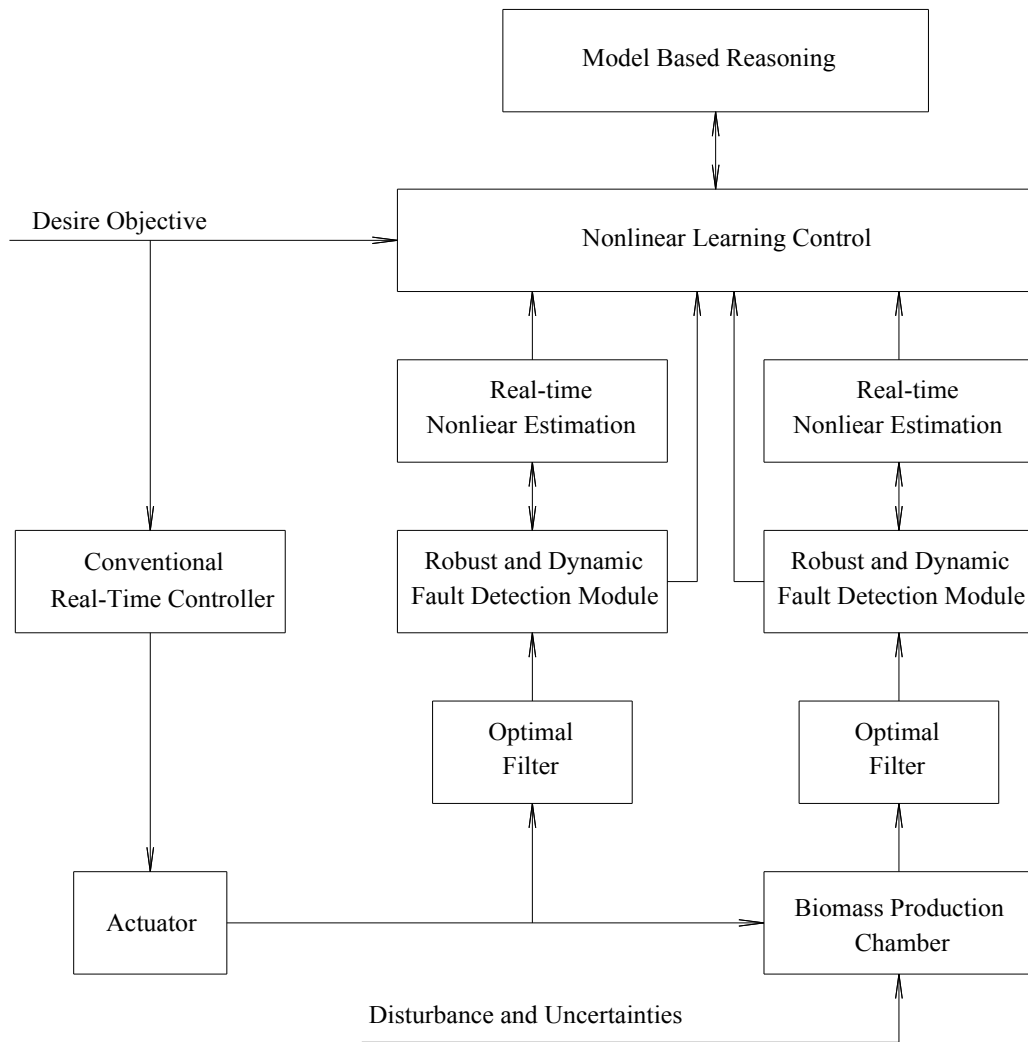 Model Based Reasoning
Desire Objective
Nonlinear Learning Control
Real-time
Nonliear Estimation
Real-time
Nonliear Estimation
Conventional
Real-Time Controller
Robust and Dynamic
Fault Detection Module
Robust and Dynamic
Fault Detection Module
Optimal
Filter
Optimal
Filter
Actuator
Biomass Production
Chamber
Disturbance and Uncertainties